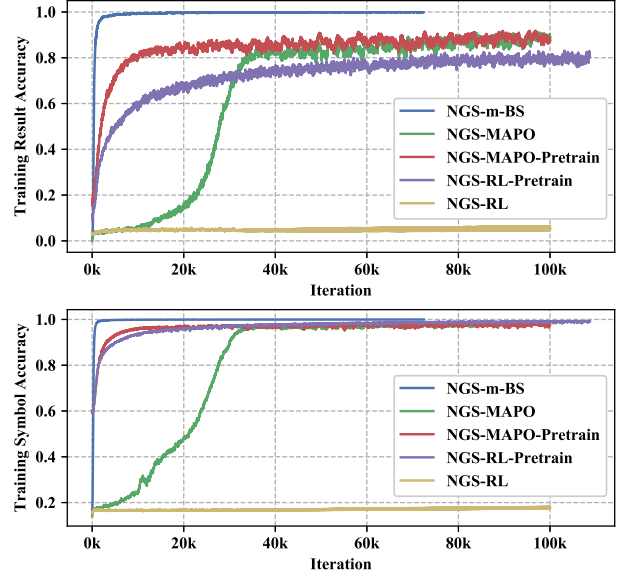 1.0
0.8
0.6
0.4
0.2
0.0
Training Result Accuracy
NGS-m-BS
NGS-MAPO
NGS-MAPO-Pretrain
NGS-RL-Pretrain
NGS-RL
0k 20k 40k 60k 80k 100k
Iteration
1.0
0.8
0.6
0.4
0.2
Training Symbol Accuracy
NGS-m-BS
NGS-MAPO
NGS-MAPO-Pretrain
NGS-RL-Pretrain
NGS-RL
0k 20k 40k 60k 80k 100k
Iteration